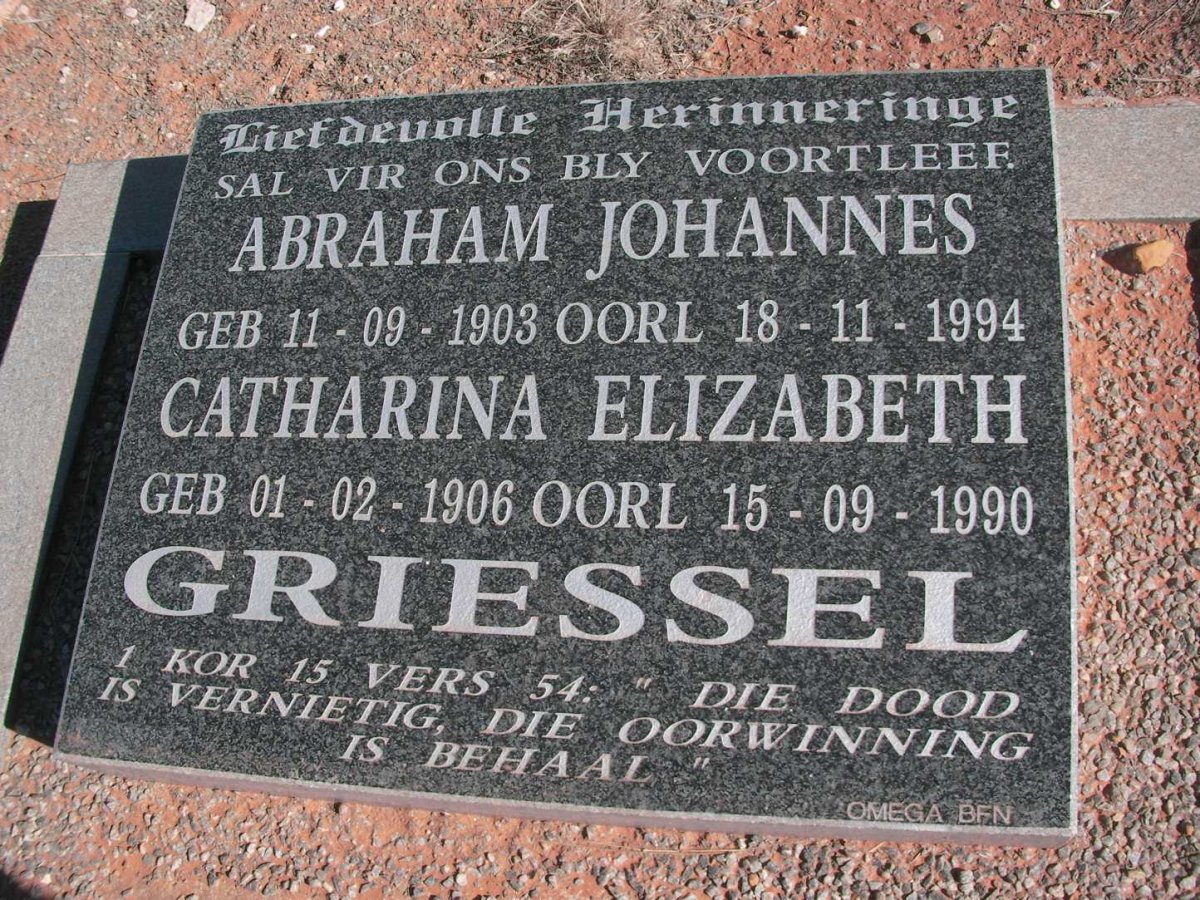 Liefdevolle Herinneringe
SAL VIR ONS BLY VOORTLEEF.
ABRAHAM JOHANNES
GEB 11 - 09 - 1903 OORL 18 - 11 - 1994
CATHARINA ELIZABETH
GEB 01 - 02 - 1906 OORL 15 - 09 - 1990
GRIESSEL
1 KOR 15 VERS 54: " DIE DOOD
IS VERNIETIG, DIE OORWINNING
IS BEHAAL "
OMEGA BFN